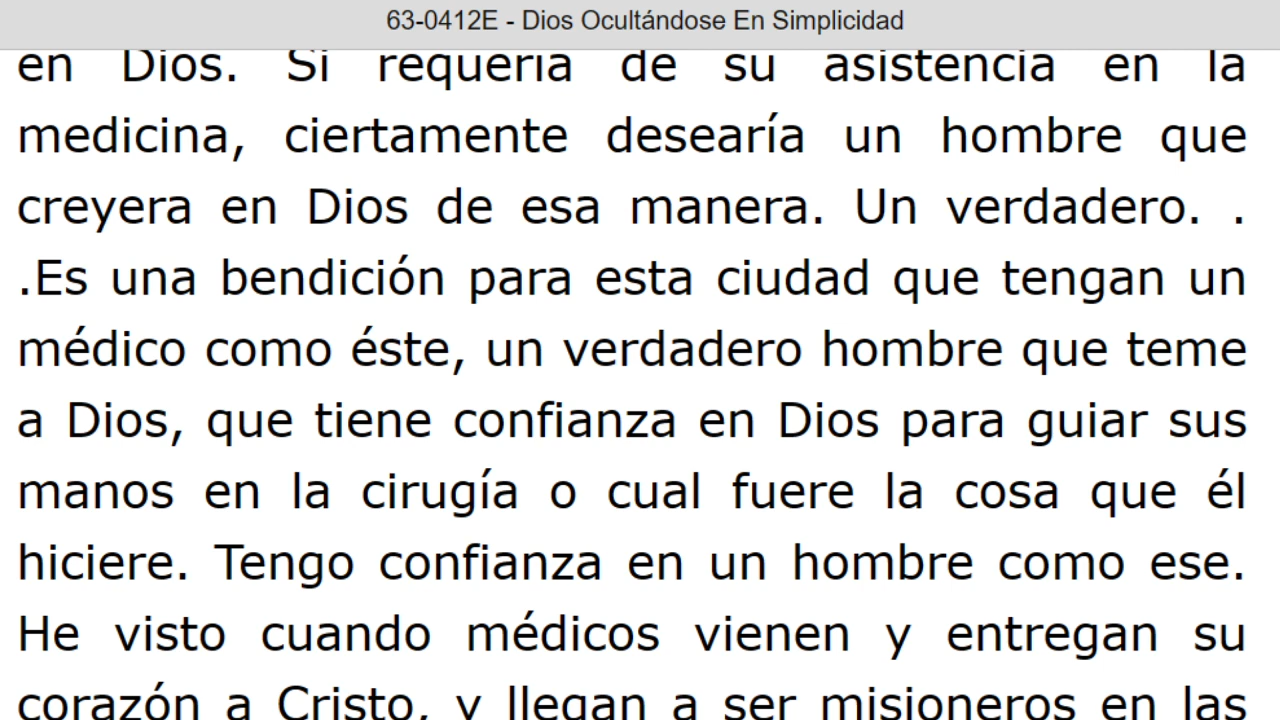 63-0412E - Dios Ocultándose En Simplicidad
en Dios. Si requería de su asistencia en la
medicina, ciertamente desearía un hombre que
creyera en Dios de esa manera. Un verdadero. .
.Es una bendición para esta ciudad que tengan un
médico como éste, un verdadero hombre que teme
a Dios, que tiene confianza en Dios para guiar sus
manos en la cirugía o cual fuere la cosa que él
hiciere. Tengo confianza en un hombre como ese.
He visto cuando médicos vienen y entregan su
corazón a Cristo, y llegan a ser misioneros en las